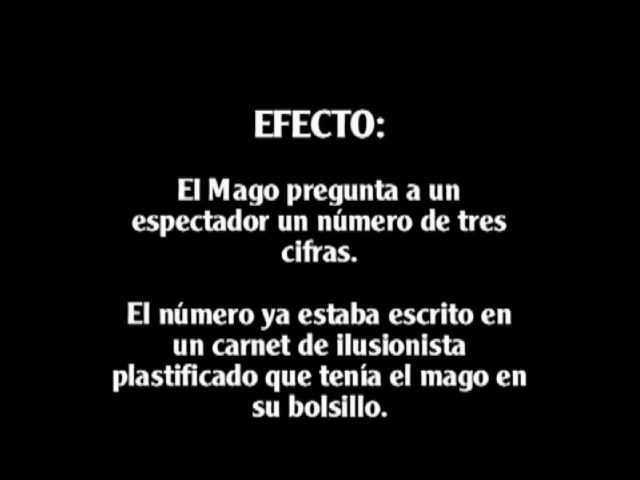 EFECTO:
El Mago pregunta a un
espectador un número de tres
cifras.
El número ya estaba escrito en
un carnet de ilusionista
plastificado que tenía el mago en
su bolsillo.